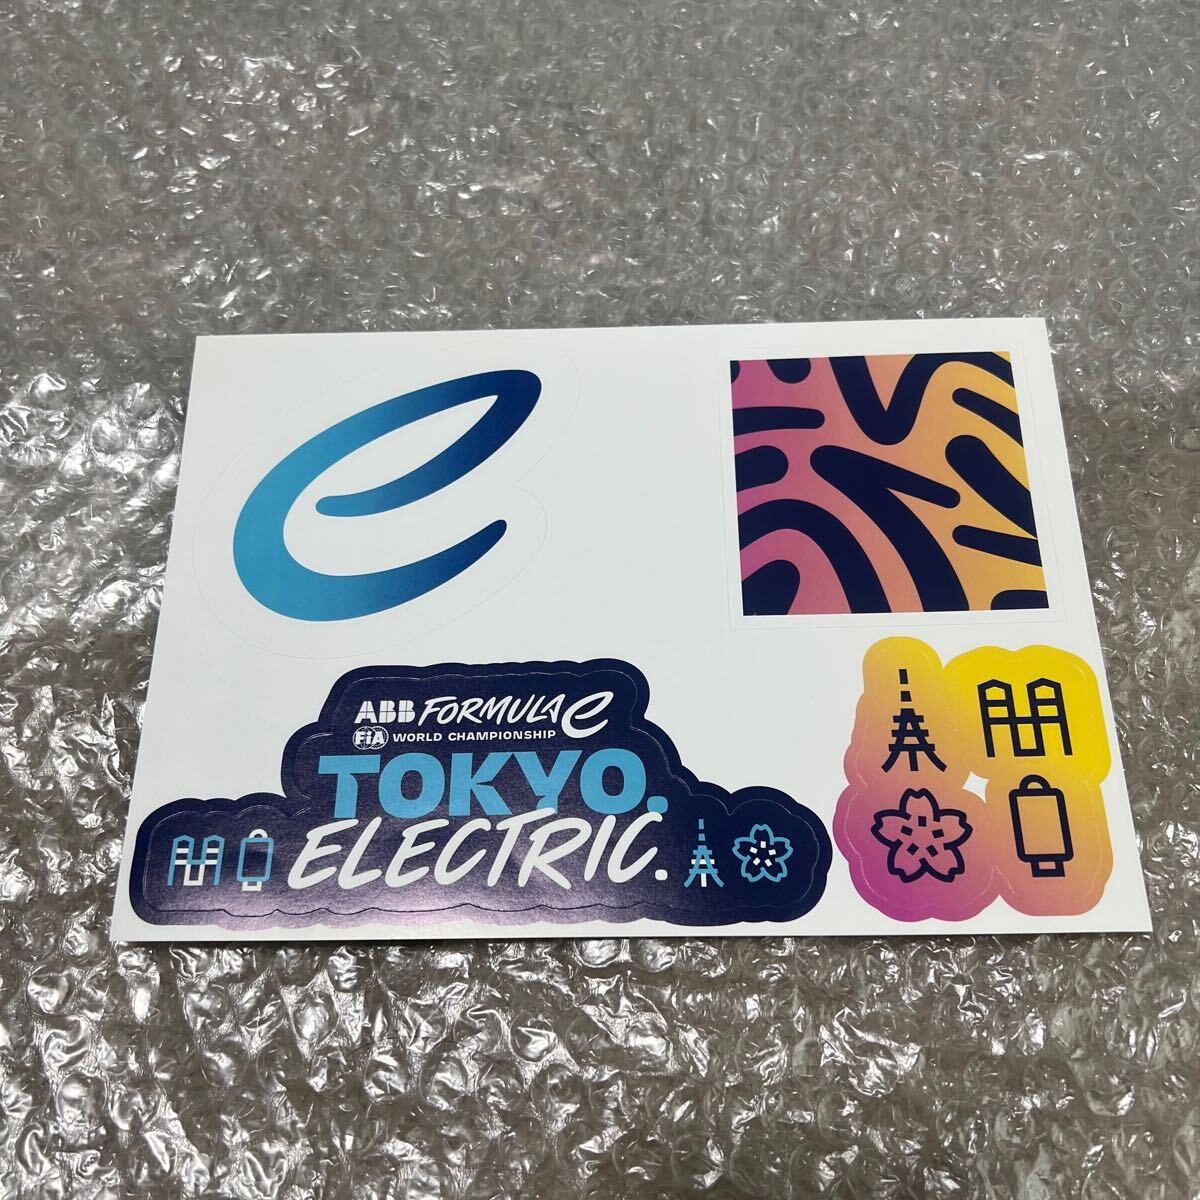 e
ABB FORMULA e
FIA WORLD CHAMPIONSHIP
TOKYO.
ELECTRIC.